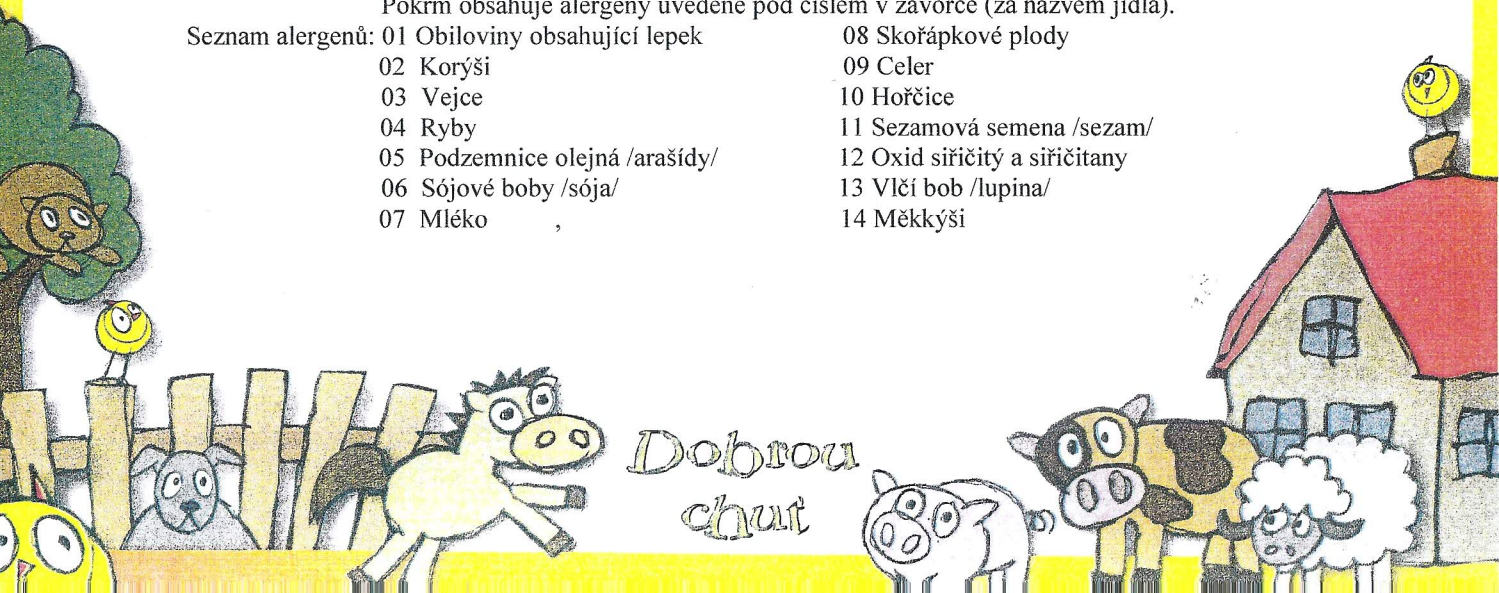 Pokrm obsahuje alergeny uvedené pod číslem v závorce (za názvem jídla).
Seznam alergenů: 01 Obiloviny obsahující lepek
02 Korýši
03 Vejce
04 Ryby
05 Podzemnice olejná /arašídy/
06 Sójové boby /sója/
07 Mléko ,
08 Skořápkové plody
09 Celer
10 Hořčice
11 Sezamová semena /sezam/
12 Oxid siřičitý a siřičitany
13 Vlčí bob /lupina/
14 Měkkýši
Dobrou
chuť